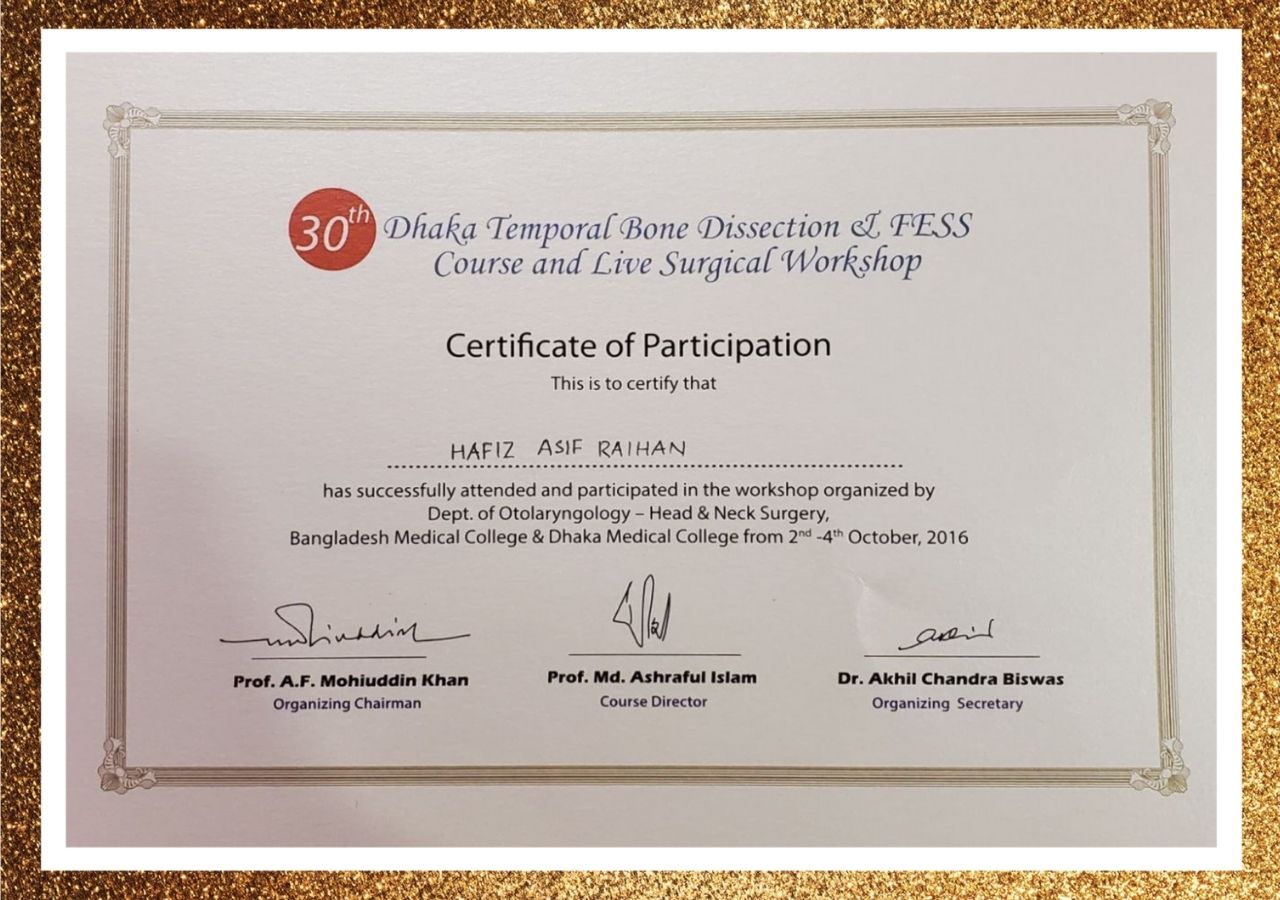 30th Dhaka Temporal Bone Dissection & FESS
Course and Live Surgical Workshop
Certificate of Participation
This is to certify that
HAFIZ ASIF RAIHAN
has successfully attended and participated in the workshop organized by
Dept. of Otolaryngology – Head & Neck Surgery,
Bangladesh Medical College & Dhaka Medical College from 2nd -4th October, 2016
Prof. A.F. Mohiuddin Khan
Organizing Chairman
Prof. Md. Ashraful Islam
Course Director
Dr. Akhil Chandra Biswas
Organizing Secretary